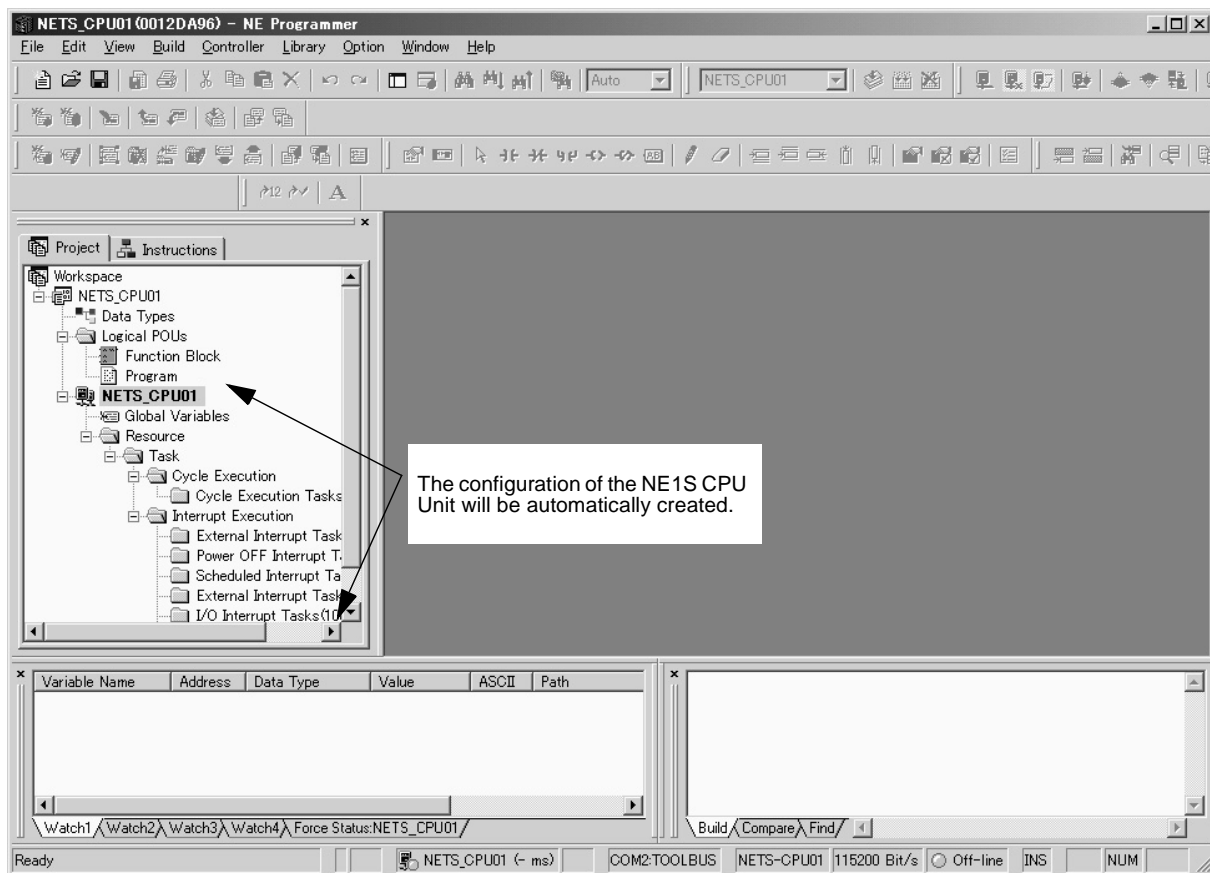 NETS_CPU01(0012DA96) – NE Programmer
File Edit View Build Controller Library Option Window Help
Auto NETS_CPU01
AB
12 A
Project Instructions
Workspace
NETS_CPU01
Data Types
Logical POUs
Function Block
Program
NETS_CPU01
Global Variables
Resource
Task
Cycle Execution
Cycle Execution Tasks
Interrupt Execution
External Interrupt Task
Power OFF Interrupt T
Scheduled Interrupt Ta
External Interrupt Task
I/O Interrupt Tasks(10
The configuration of the NE1S CPU
Unit will be automatically created.
Variable Name Address Data Type Value ASCII Path
Watch1 Watch2 Watch3 Watch4 Force Status:NETS_CPU01
Build Compare Find
Ready NETS_CPU01 (- ms) COM2:TOOLBUS NETS-CPU01 115200 Bit/s Off-line INS NUM